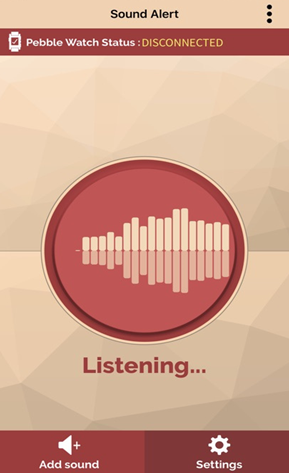 Sound Alert
Pebble Watch Status : DISCONNECTED
Listening...
Add sound
Settings